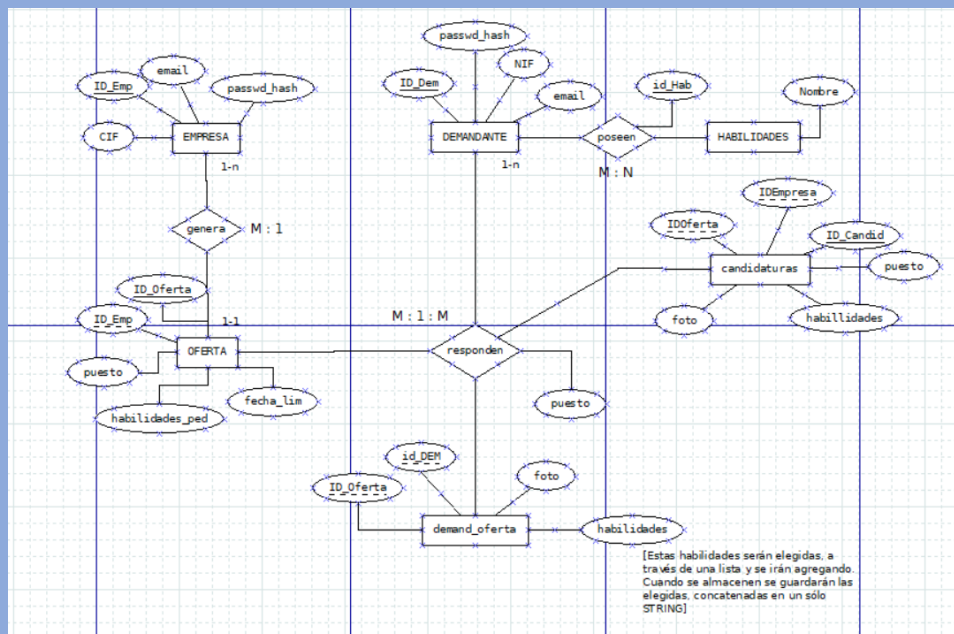 passwd_hash
email
NIF
ID_Emp
passwd_hash
ID_Dem
email
id_Hab
Nombre
CIF
EMPRESA
DEMANDANTE
poseen
HABILIDADES
1-n
1-n
M : N
IDEmpresa
genera
M : 1
IDOferta
ID_Candid
candidaturas
puesto
ID_Oferta
foto
habillidades
ID_Emp
1-1
M : 1 : M
OFERTA
responden
puesto
habilidades_ped
fecha_lim
puesto
id_DEM
ID_Oferta
foto
demand_oferta
habilidades
[Estas habilidades serán elegidas, a
través de una lista y se irán agregando.
Cuando se almacenen se guardarán las
elegidas, concatenadas en un sólo
STRING]